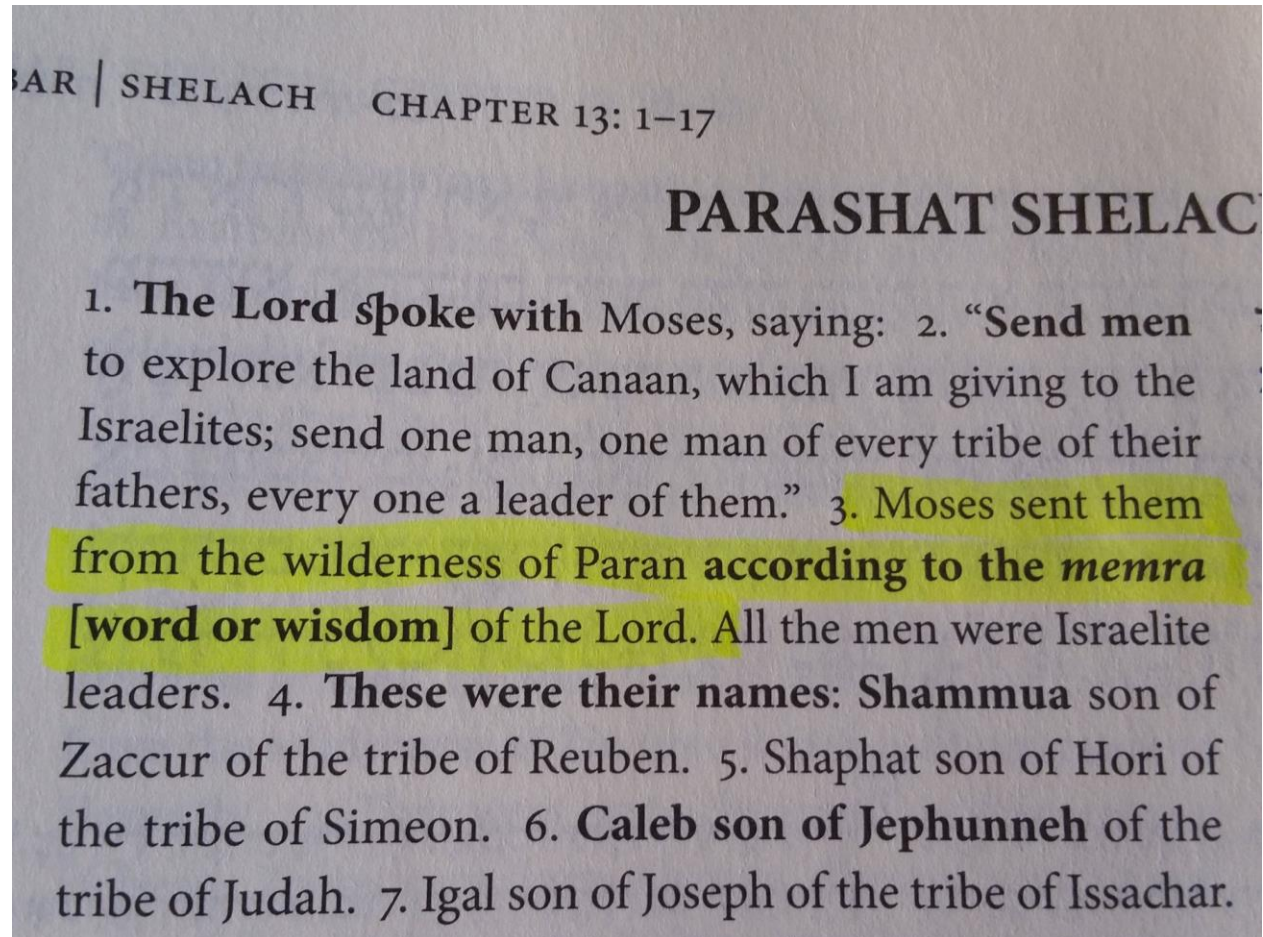 BAR | SHELACH CHAPTER 13: 1–17
PARASHAT SHELAC
1. The Lord spoke with Moses, saying: 2. “Send men
to explore the land of Canaan, which I am giving to the
Israelites; send one man, one man of every tribe of their
fathers, every one a leader of them.” 3. Moses sent them
from the wilderness of Paran according to the memra
[word or wisdom] of the Lord. All the men were Israelite
leaders. 4. These were their names: Shammua son of
Zaccur of the tribe of Reuben. 5. Shaphat son of Hori of
the tribe of Simeon. 6. Caleb son of Jephunneh of the
tribe of Judah. 7. Igal son of Joseph of the tribe of Issachar.